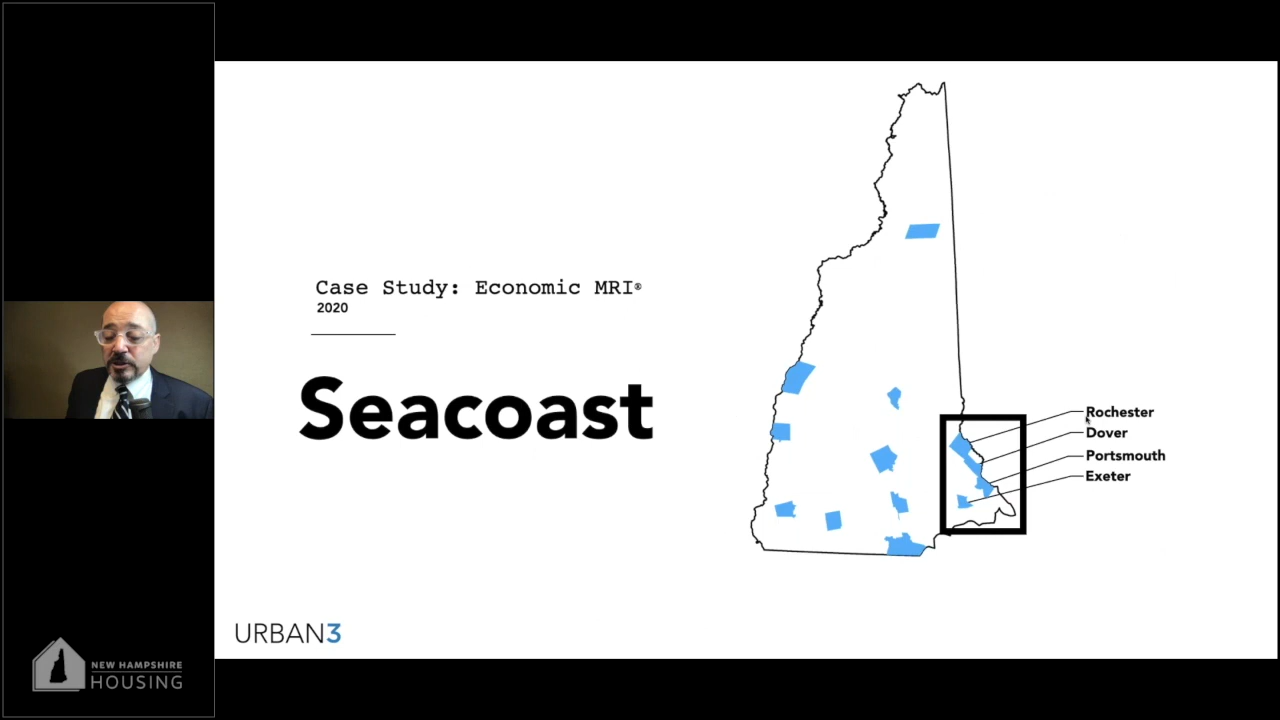 Case Study: Economic MRI®
2020
Seacoast
Rochester
Dover
Portsmouth
Exeter
URBAN3
NEW HAMPSHIRE
HOUSING